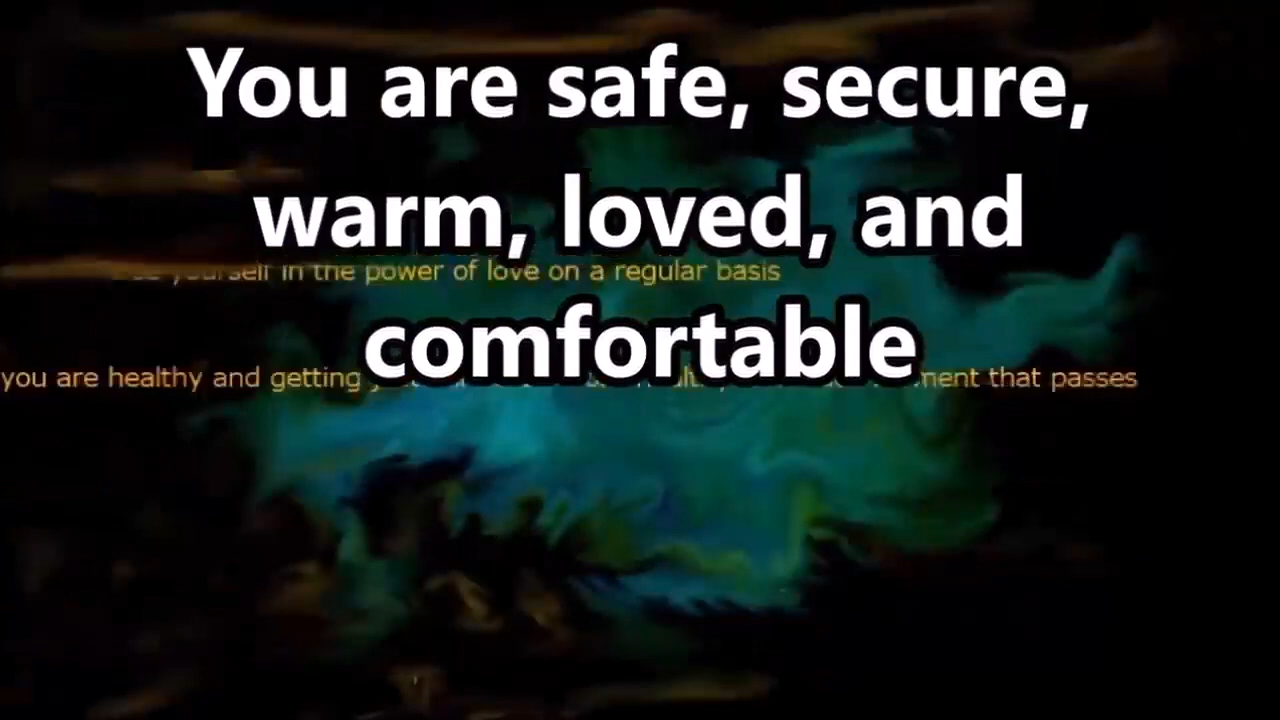 You are safe, secure,
warm, loved, and
yourself in the power of love on a regular basis
comfortable
you are healthy and getting that passes